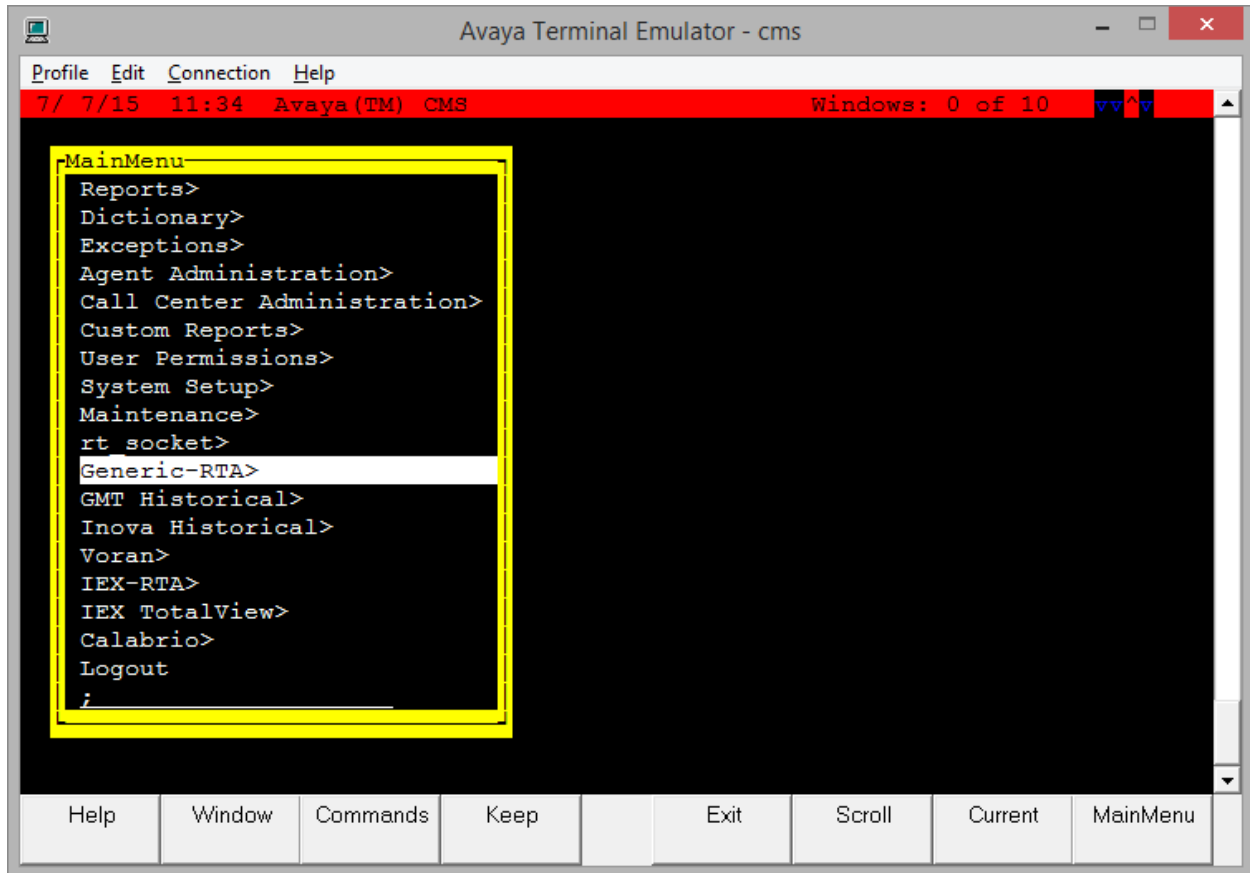 Avaya Terminal Emulator - cms
Profile Edit Connection Help
7/ 7/15 11:34 Avaya(TM) CMS Windows: 0 of 10 vv^v
MainMenu
Reports>
Dictionary>
Exceptions>
Agent Administration>
Call Center Administration>
Custom Reports>
User Permissions>
System Setup>
Maintenance>
rt_socket>
Generic-RTA>
GMT Historical>
Inova Historical>
Voran>
IEX-RTA>
IEX TotalView>
Calabrio>
Logout
;
Help Window Commands Keep Exit Scroll Current MainMenu